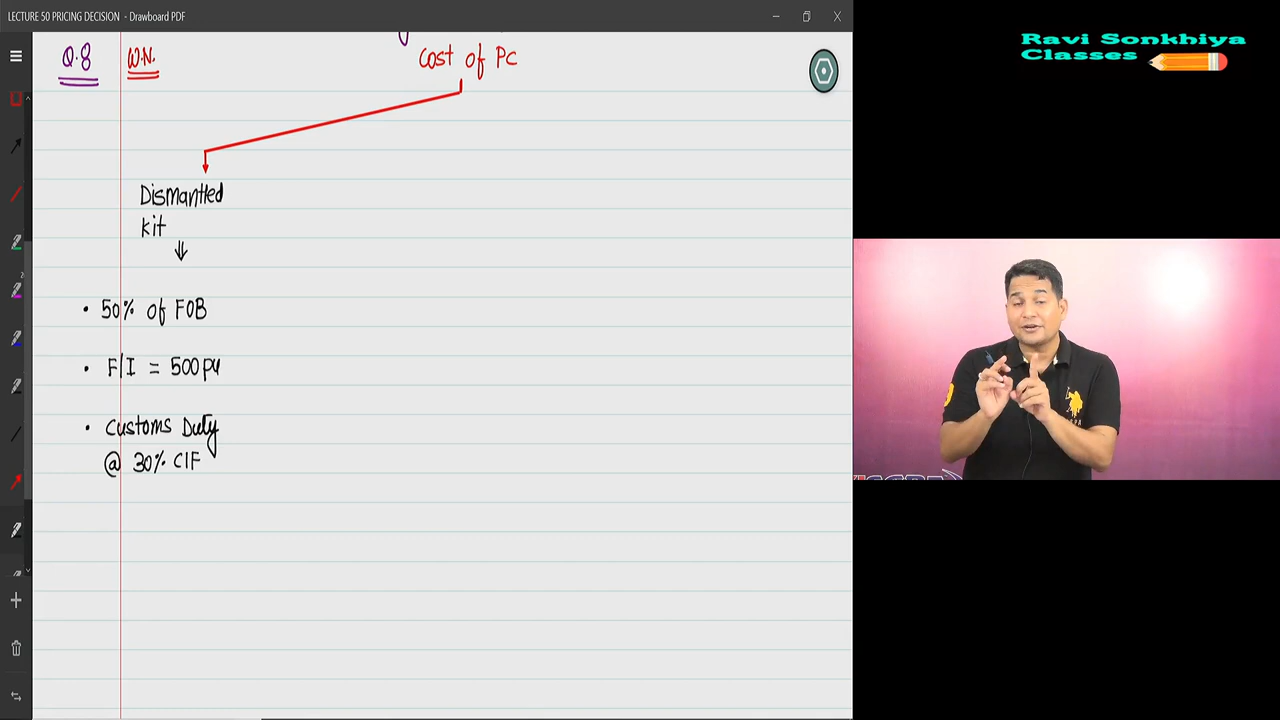 LECTURE 50 PRICING DECISION - Drawboard PDF
Ravi Sonkhiya
Classes
Q.8 W.N. Cost of PC
Dismantled
Kit
• 50% of FOB
• F/I = 500 pu
• Customs Duty
@ 30% CIF